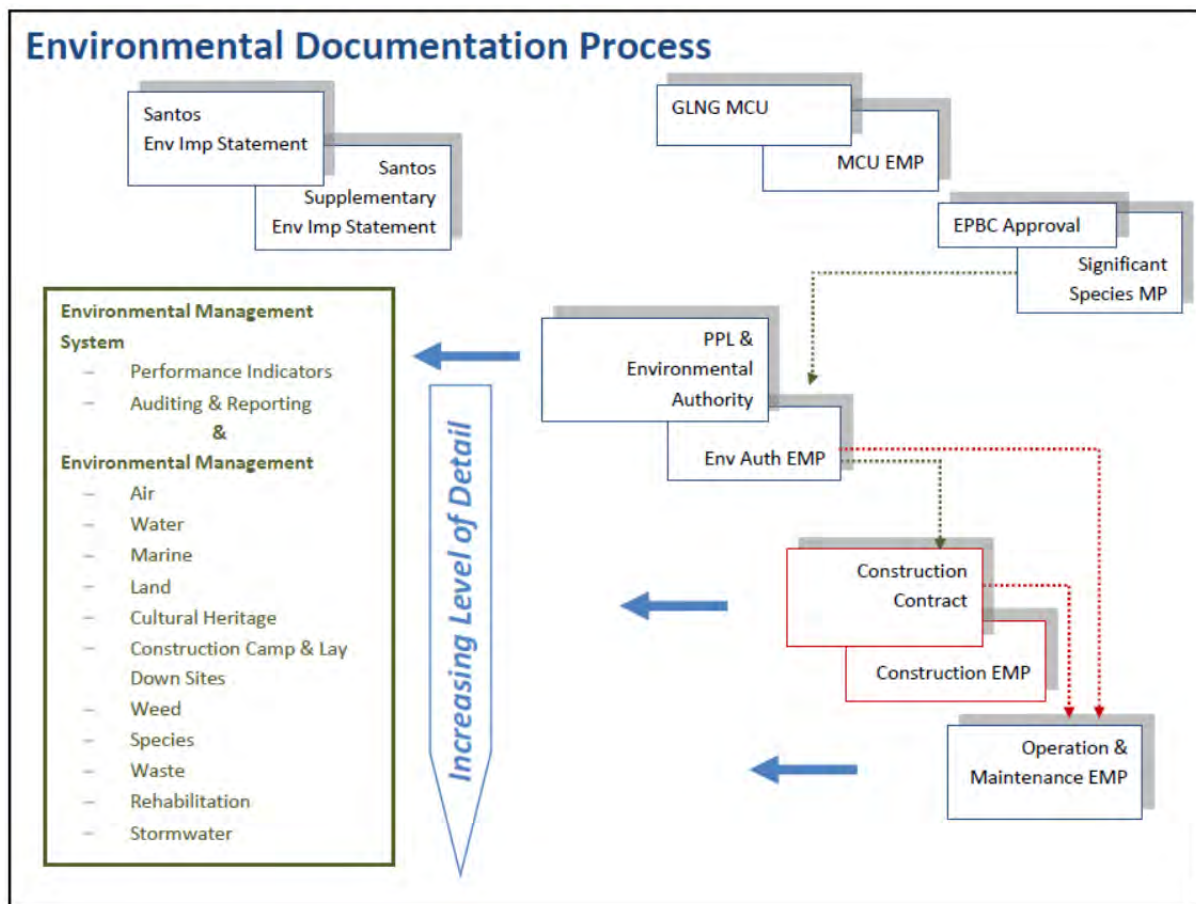 Environmental Documentation Process
Santos
Env Imp Statement
Santos
Supplementary
Env Imp Statement
GLNG MCU
MCU EMP
EPBC Approval
Significant
Species MP
PPL &
Environmental
Authority
Env Auth EMP
Construction
Contract
Construction EMP
Operation &
Maintenance EMP
Increasing Level of Detail
Environmental Management
System
– Performance Indicators
– Auditing & Reporting
&
Environmental Management
– Air
– Water
– Marine
– Land
– Cultural Heritage
– Construction Camp & Lay
Down Sites
– Weed
– Species
– Waste
– Rehabilitation
– Stormwater